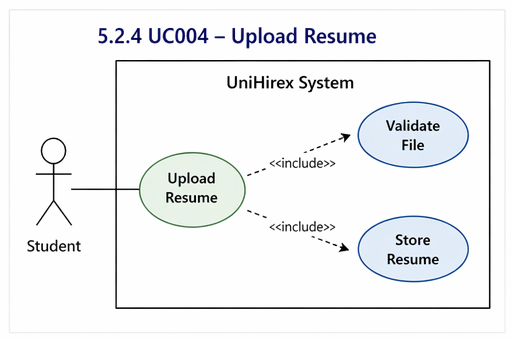 5.2.4 UC004 – Upload Resume
UniHirex System
Validate
File
<<include>>
Upload
Resume
<<include>>
Student
Store
Resume